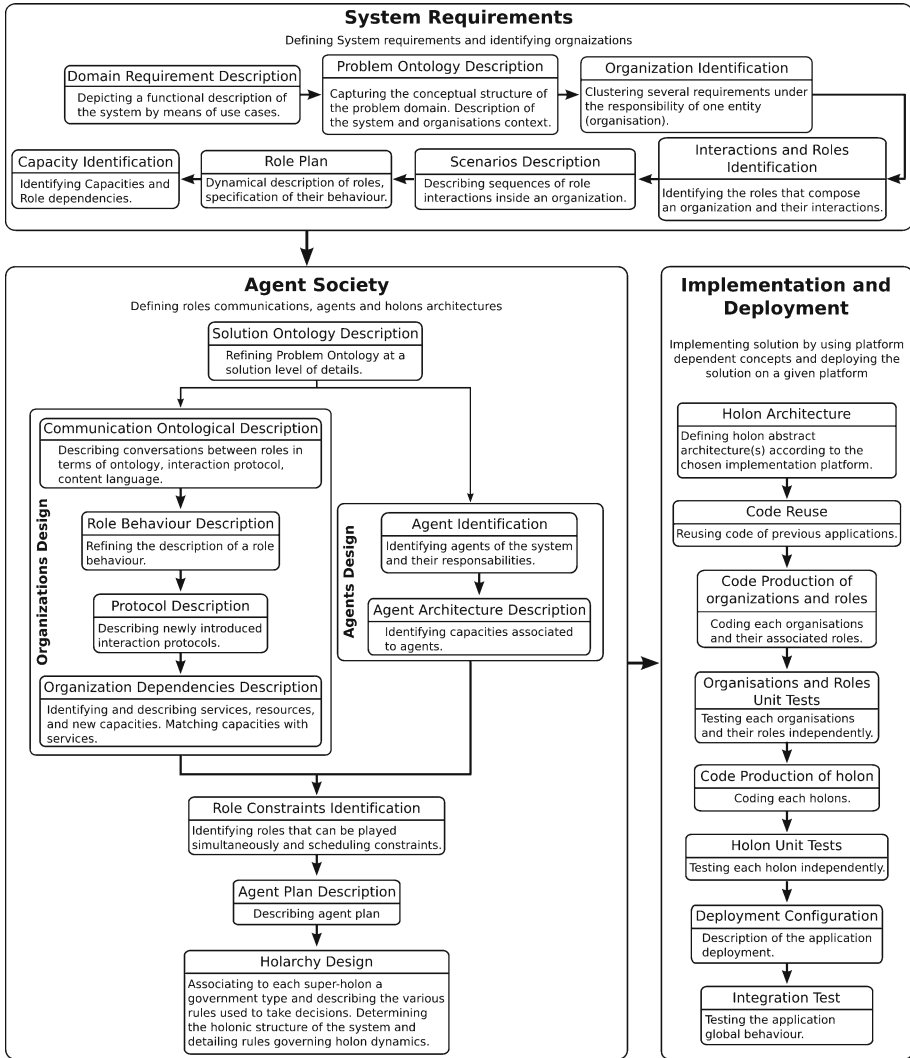 System Requirements
Defining System requirements and identifying orgnaizations
Domain Requirement Description
Depicting a functional description of
the system by means of use cases.
Problem Ontology Description
Capturing the conceptual structure of
the problem domain. Description of
the system and organisations context.
Organization Identification
Clustering several requirements under
the responsibility of one entity
(organisation).
Interactions and Roles
Identification
Identifying the roles that compose
an organization and their interactions.
Scenarios Description
Describing sequences of role
interactions inside an organization.
Role Plan
Dynamical description of roles,
specification of their behaviour.
Capacity Identification
Identifying Capacities and
Role dependencies.
Agent Society
Defining roles communications, agents and holons architectures
Solution Ontology Description
Refining Problem Ontology at a
solution level of details.
Organizations Design
Communication Ontological Description
Describing conversations between roles in
terms of ontology, interaction protocol,
content language.
Role Behaviour Description
Refining the description of a role
behaviour.
Protocol Description
Describing newly introduced
interaction protocols.
Organization Dependencies Description
Identifying and describing services, resources,
and new capacities. Matching capacities with
services.
Agents Design
Agent Identification
Identifying agents of the system
and their responsabilities.
Agent Architecture Description
Identifying capacities associated
to agents.
Role Constraints Identification
Identifying roles that can be played
simultaneously and scheduling constraints.
Agent Plan Description
Describing agent plan
Holarchy Design
Associating to each super-holon a
government type and describing the various
rules used to take decisions. Determining
the holonic structure of the system and
detailing rules governing holon dynamics.
Implementation and
Deployment
Implementing solution by using platform
dependent concepts and deploying the
solution on a given platform
Holon Architecture
Defining holon abstract
architecture(s) according to the
chosen implementation platform.
Code Reuse
Reusing code of previous applications.
Code Production of
organizations and roles
Coding each organisations
and their associated roles.
Organisations and Roles
Unit Tests
Testing each organisations
and their roles independently.
Code Production of holon
Coding each holons.
Holon Unit Tests
Testing each holon independently.
Deployment Configuration
Description of the application
deployment.
Integration Test
Testing the application
global behaviour.